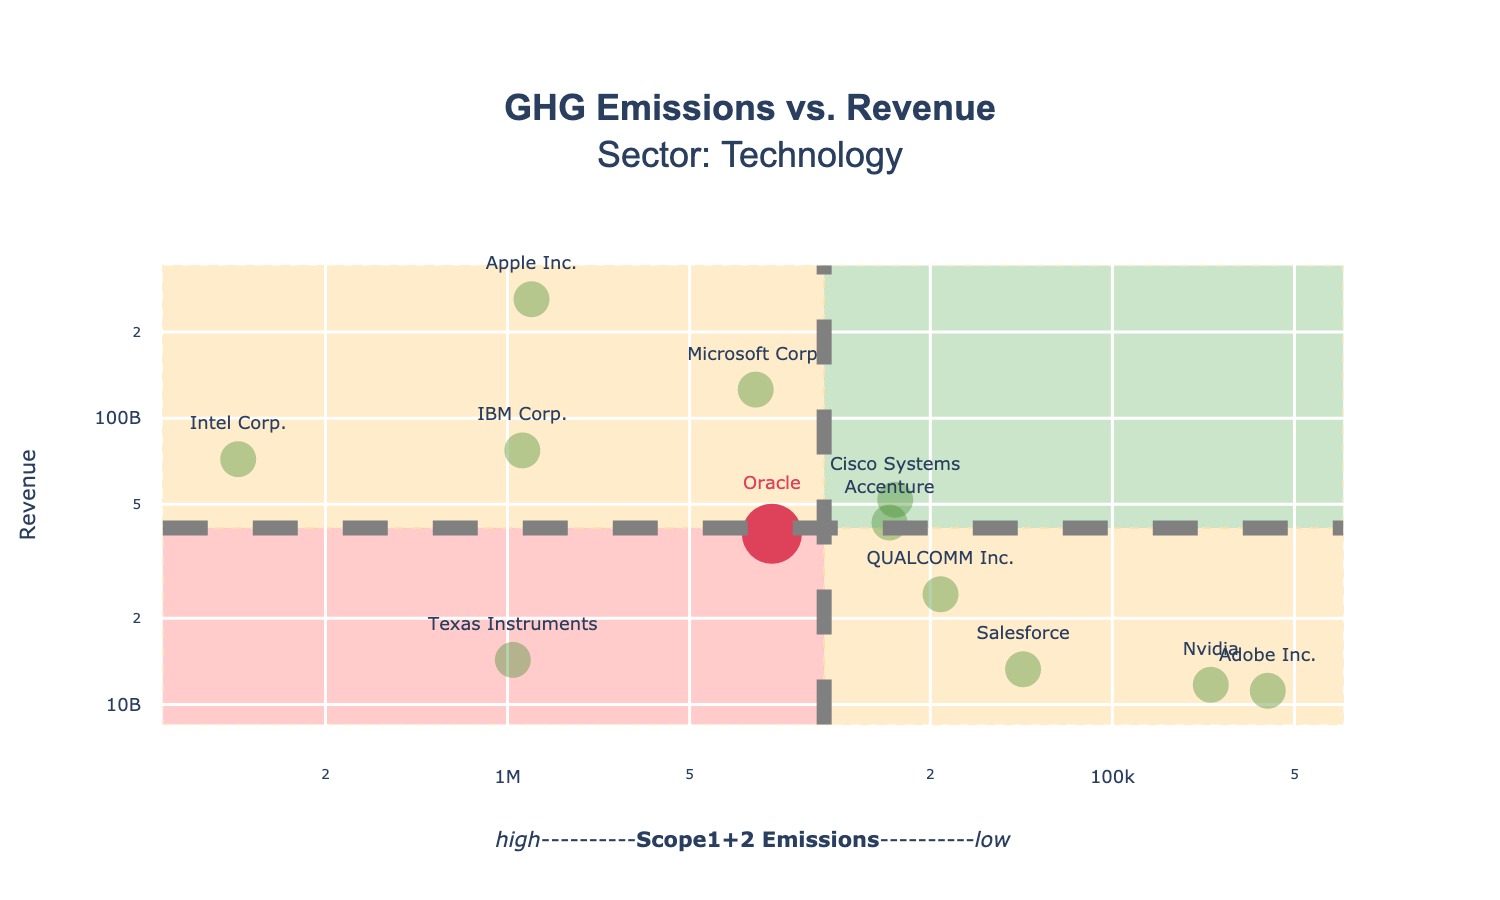 GHG Emissions vs. Revenue
Sector: Technology
Apple Inc.
2
Microsoft Corp
100B
IBM Corp.
Intel Corp.
Cisco Systems
Oracle
Accenture
5
Revenue
QUALCOMM Inc.
2
Texas Instruments
Salesforce
Nvidia
Adobe Inc.
10B
2
1M
5
2
100k
5
high----------Scope1+2 Emissions----------low